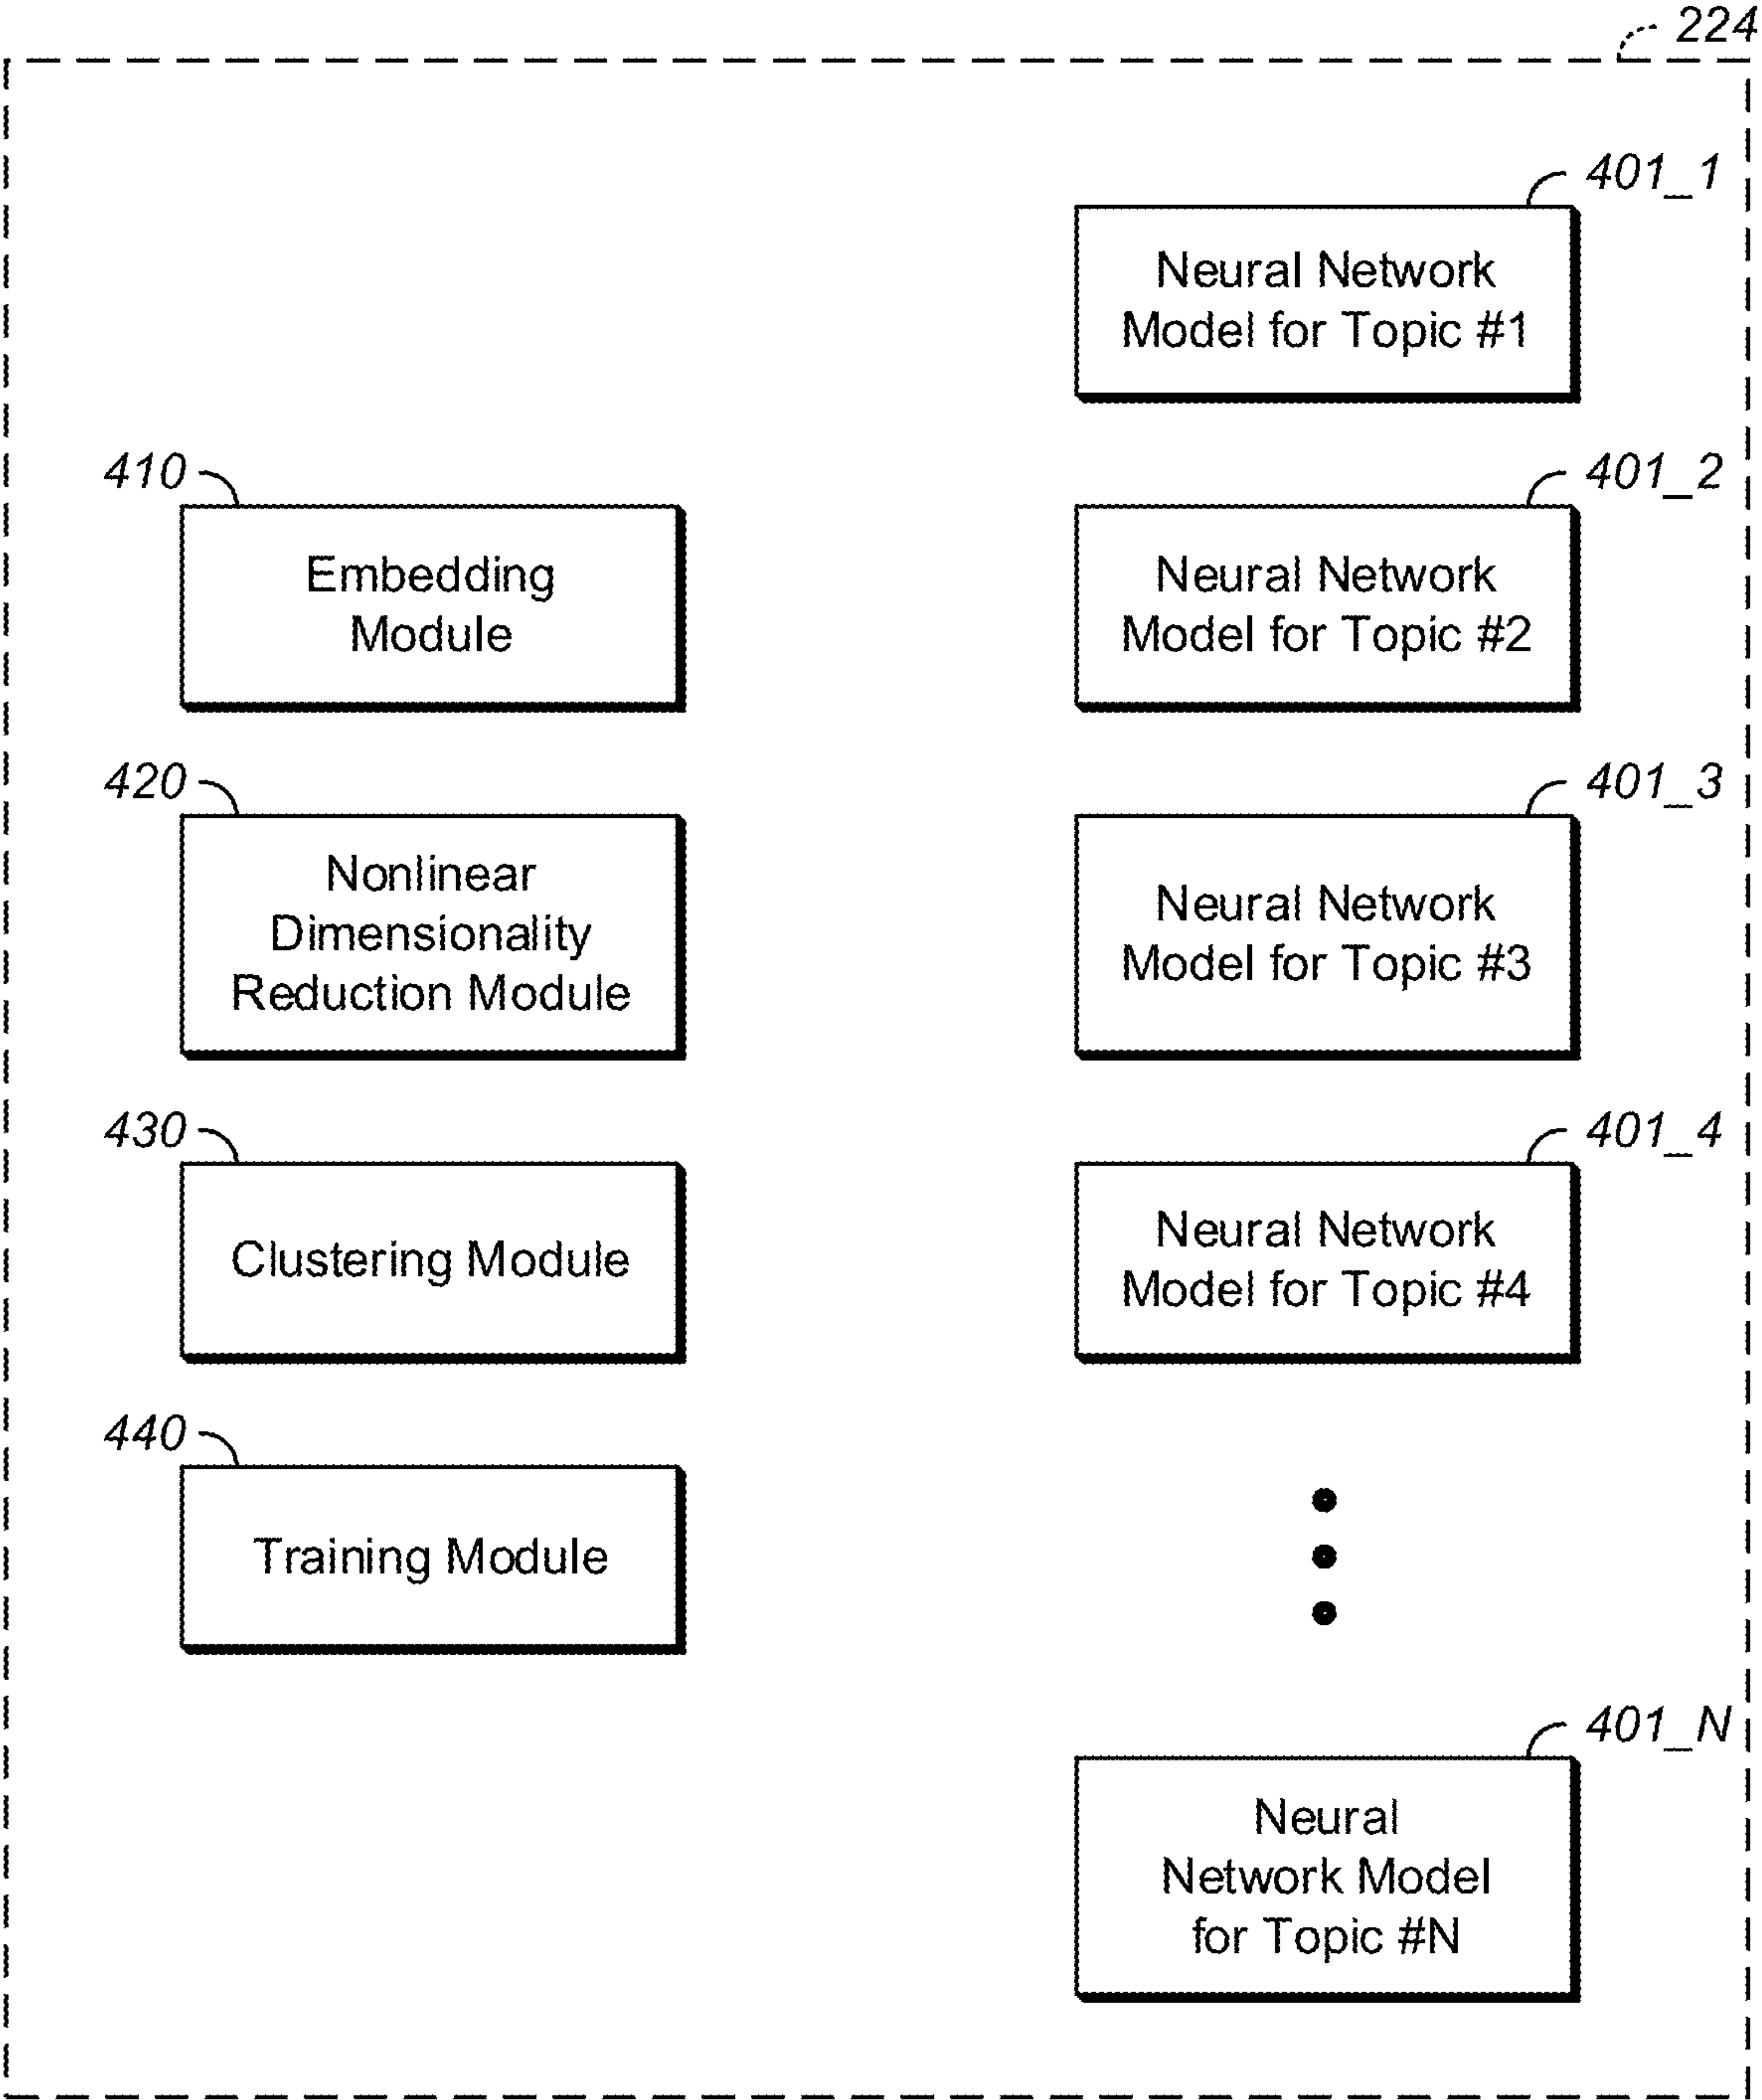 224
401_1
Neural Network
Model for Topic #1
410
Embedding
Module
401_2
Neural Network
Model for Topic #2
420
Nonlinear
Dimensionality
Reduction Module
401_3
Neural Network
Model for Topic #3
430
Clustering Module
401_4
Neural Network
Model for Topic #4
440
Training Module
401_N
Neural
Network Model
for Topic #N